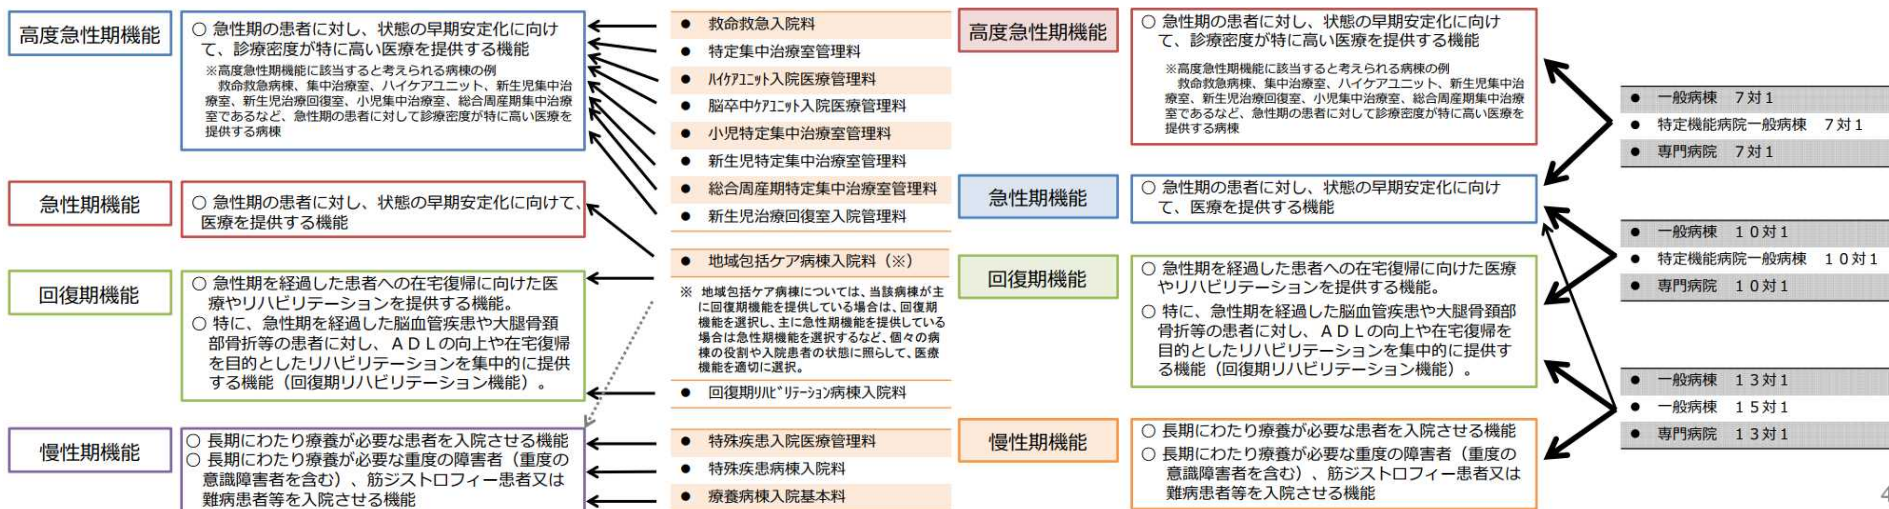 高度急性期機能
○ 急性期の患者に対し、状態の早期安定化に向け
て、診療密度が特に高い医療を提供する機能
※高度急性期機能に該当すると考えられる病棟の例
救命救急病棟、集中治療室、ハイケアユニット、新生児集中治
療室、新生児治療回復室、小児集中治療室、総合周産期集中治療
室であるなど、急性期の患者に対して診療密度が特に高い医療を
提供する病棟
急性期機能
○ 急性期の患者に対し、状態の早期安定化に向けて、
医療を提供する機能
回復期機能
○ 急性期を経過した患者への在宅復帰に向けた医
療やリハビリテーションを提供する機能。
○ 特に、急性期を経過した脳血管疾患や大腿骨頚
部骨折等の患者に対し、ADLの向上や在宅復帰
を目的としたリハビリテーションを集中的に提供
する機能（回復期リハビリテーション機能）。
慢性期機能
○ 長期にわたり療養が必要な患者を入院させる機能
○ 長期にわたり療養が必要な重度の障害者（重度の
意識障害者を含む）、筋ジストロフィー患者又は
難病患者等を入院させる機能
● 救命救急入院料
● 特定集中治療室管理料
● ﾊｲｹｱﾕﾆｯﾄ入院医療管理料
● 脳卒中ｹｱﾕﾆｯﾄ入院医療管理料
● 小児特定集中治療室管理料
● 新生児特定集中治療室管理料
● 総合周産期特定集中治療室管理料
● 新生児治療回復室入院管理料
● 地域包括ケア病棟入院料（※）
※ 地域包括ケア病棟については、当該病棟が主
に回復期機能を提供している場合は、回復期
機能を選択し、主に急性期機能を提供している
場合は急性期機能を選択するなど、個々の病
棟の役割や入院患者の状態に照らして、医療
機能を適切に選択。
● 回復期ﾘﾊﾋﾞﾘﾃｰｼｮﾝ病棟入院料
● 特殊疾患入院医療管理料
● 特殊疾患病棟入院料
● 療養病棟入院基本料
高度急性期機能
○ 急性期の患者に対し、状態の早期安定化に向け
て、診療密度が特に高い医療を提供する機能
※高度急性期機能に該当すると考えられる病棟の例
救命救急病棟、集中治療室、ハイケアユニット、新生児集中治
療室、新生児治療回復室、小児集中治療室、総合周産期集中治療
室であるなど、急性期の患者に対して診療密度が特に高い医療を
提供する病棟
急性期機能
○ 急性期の患者に対し、状態の早期安定化に向け
て、医療を提供する機能
回復期機能
○ 急性期を経過した患者への在宅復帰に向けた医療
やリハビリテーションを提供する機能。
○ 特に、急性期を経過した脳血管疾患や大腿骨頚部
骨折等の患者に対し、ADLの向上や在宅復帰を
目的としたリハビリテーションを集中的に提供す
る機能（回復期リハビリテーション機能）。
慢性期機能
○ 長期にわたり療養が必要な患者を入院させる機能
○ 長期にわたり療養が必要な重度の障害者（重度の
意識障害者を含む）、筋ジストロフィー患者又は
難病患者等を入院させる機能
● 一般病棟 7対1
● 特定機能病院一般病棟 7対1
● 専門病院 7対1
● 一般病棟 10対1
● 特定機能病院一般病棟 10対1
● 専門病院 10対1
● 一般病棟 13対1
● 一般病棟 15対1
● 専門病院 13対1
4